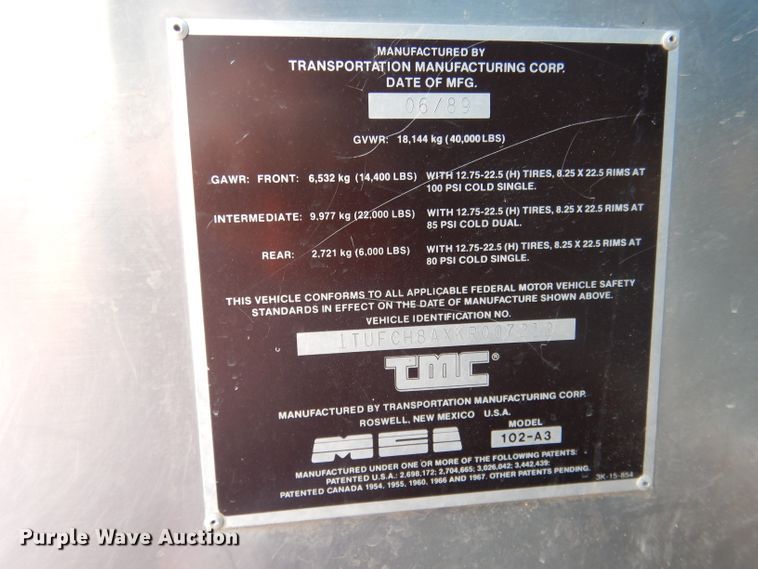 MANUFACTURED BY
TRANSPORTATION MANUFACTURING CORP.
DATE OF MFG.
06/89
GVWR: 18,144 kg (40,000 LBS)
GAWR: FRONT: 6,532 kg (14,400 LBS) WITH 12.75-22.5 (H) TIRES, 8.25 X 22.5 RIMS AT
100 PSI COLD SINGLE.
INTERMEDIATE: 9.977 kg (22,000 LBS) WITH 12.75-22.5 (H) TIRES, 8.25 X 22.5 RIMS AT
85 PSI COLD DUAL.
REAR: 2.721 kg (6,000 LBS) WITH 12.75-22.5 (H) TIRES, 8.25 X 22.5 RIMS AT
80 PSI COLD SINGLE.
THIS VEHICLE CONFORMS TO ALL APPLICABLE FEDERAL MOTOR VEHICLE SAFETY
STANDARDS IN EFFECT ON THE DATE OF MANUFACTURE SHOWN ABOVE.
VEHICLE IDENTIFICATION NO.
TMC ®
MANUFACTURED BY TRANSPORTATION MANUFACTURING CORP.
ROSWELL, NEW MEXICO U.S.A.
MCI MODEL
102-A3
MANUFACTURED UNDER ONE OR MORE OF THE FOLLOWING PATENTS:
PATENTED U.S.A.: 2,698,172; 2,704,665; 3,026,042; 3,442,439:
PATENTED CANADA 1954, 1955, 1960, 1966 AND 1967. OTHER PATENTS PENDING.
3K-15-854
Purple Wave Auction